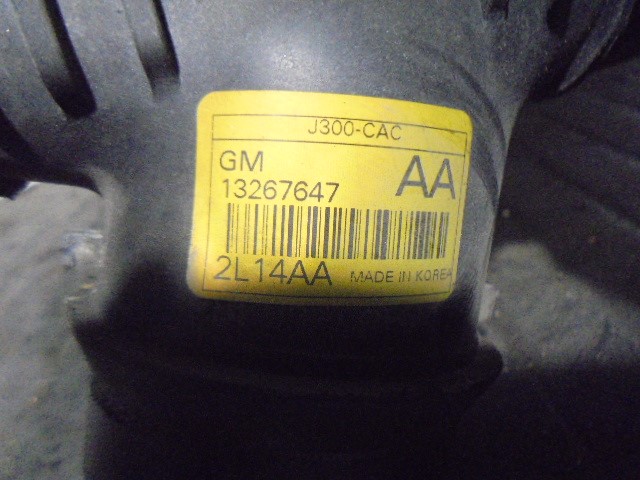 J300-CAC
GM
13267647 AA
2L14AA MADE IN KOREA